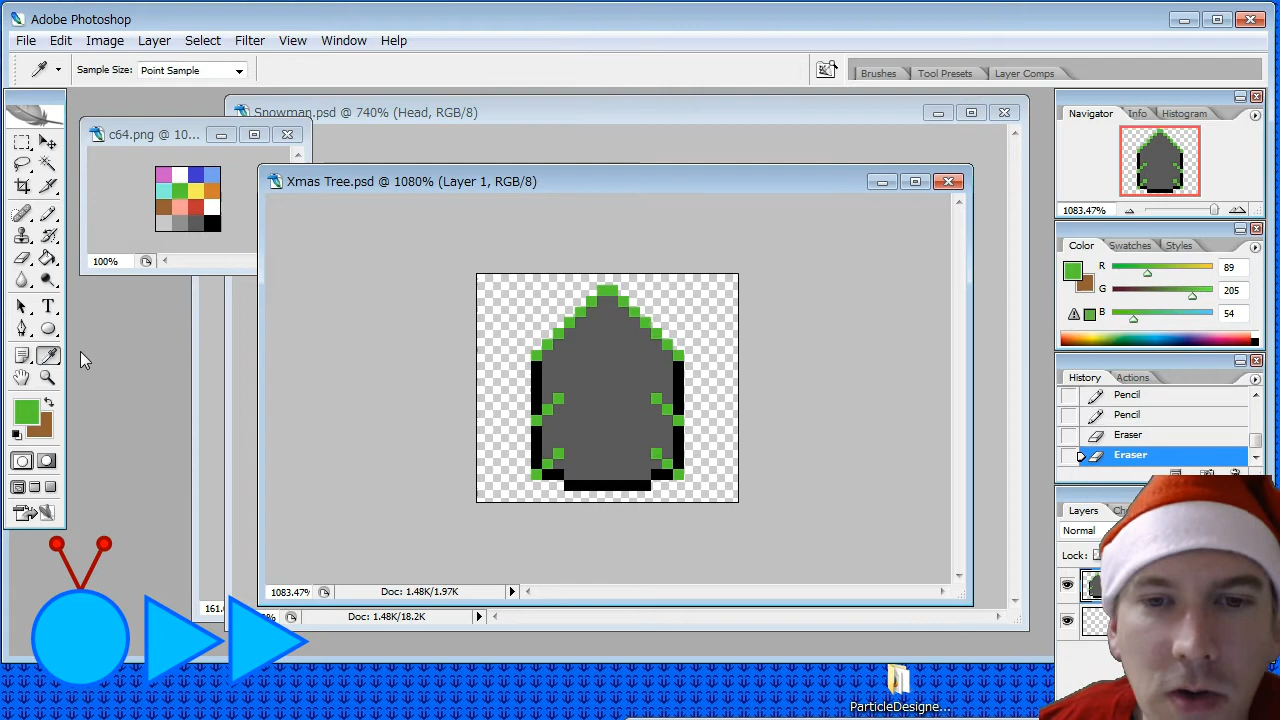 Adobe Photoshop
File Edit Image Layer Select Filter View Window Help
Sample Size: Point Sample
Brushes Tool Presets Layer Comps
Snowman.psd @ 740% (Head, RGB/8)
c64.png @ 10...
Xmas Tree.psd @ 1080% (Layer 1, RGB/8)
100%
Navigator Info Histogram
1083.47%
Color Swatches Styles
R 89
G 205
B 54
History Actions
Pencil
Pencil
Eraser
Eraser
Layers
Normal
Lock:
1083.47% Doc: 1.48K/1.97K
161.
% Doc: 1.48K/18.2K
ParticleDesigne...